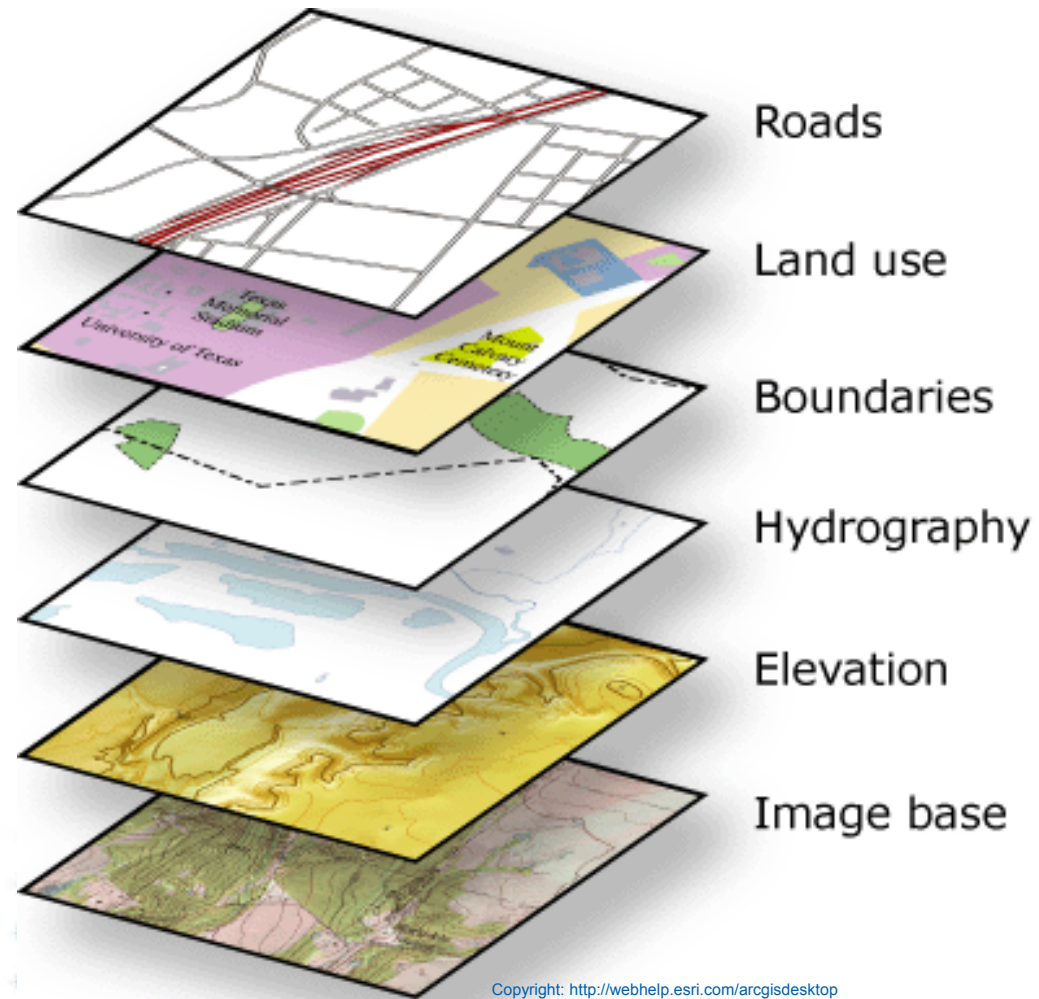 Roads
Land use
Texas
Memorial
Stadium
University of Texas
Mount
Calvary
Cemetery
Boundaries
Hydrography
Elevation
Image base
Copyright: http://webhelp.esri.com/arcgisdesktop